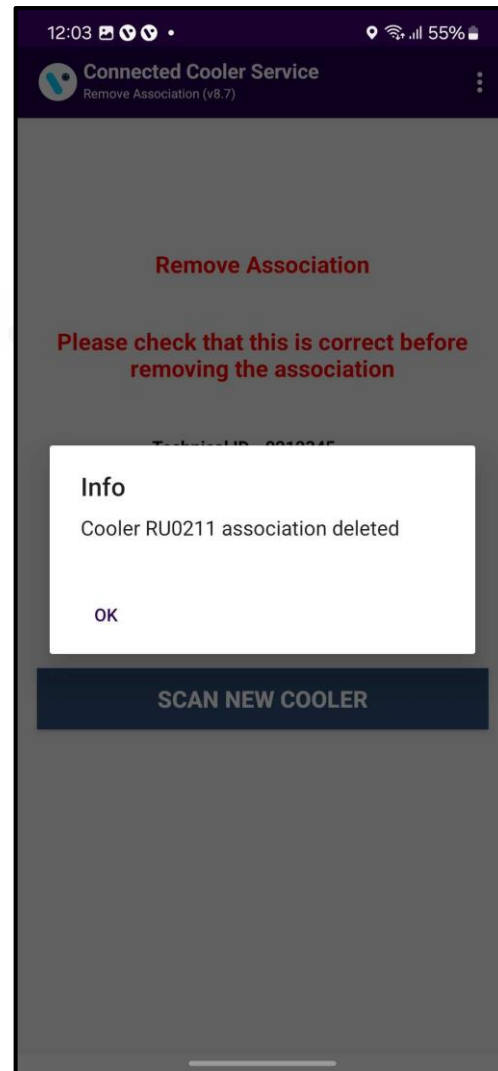 12:03
55%
Connected Cooler Service
Remove Association (v8.7)
Remove Association
Please check that this is correct before
removing the association
Info
Cooler RU0211 association deleted
OK
SCAN NEW COOLER